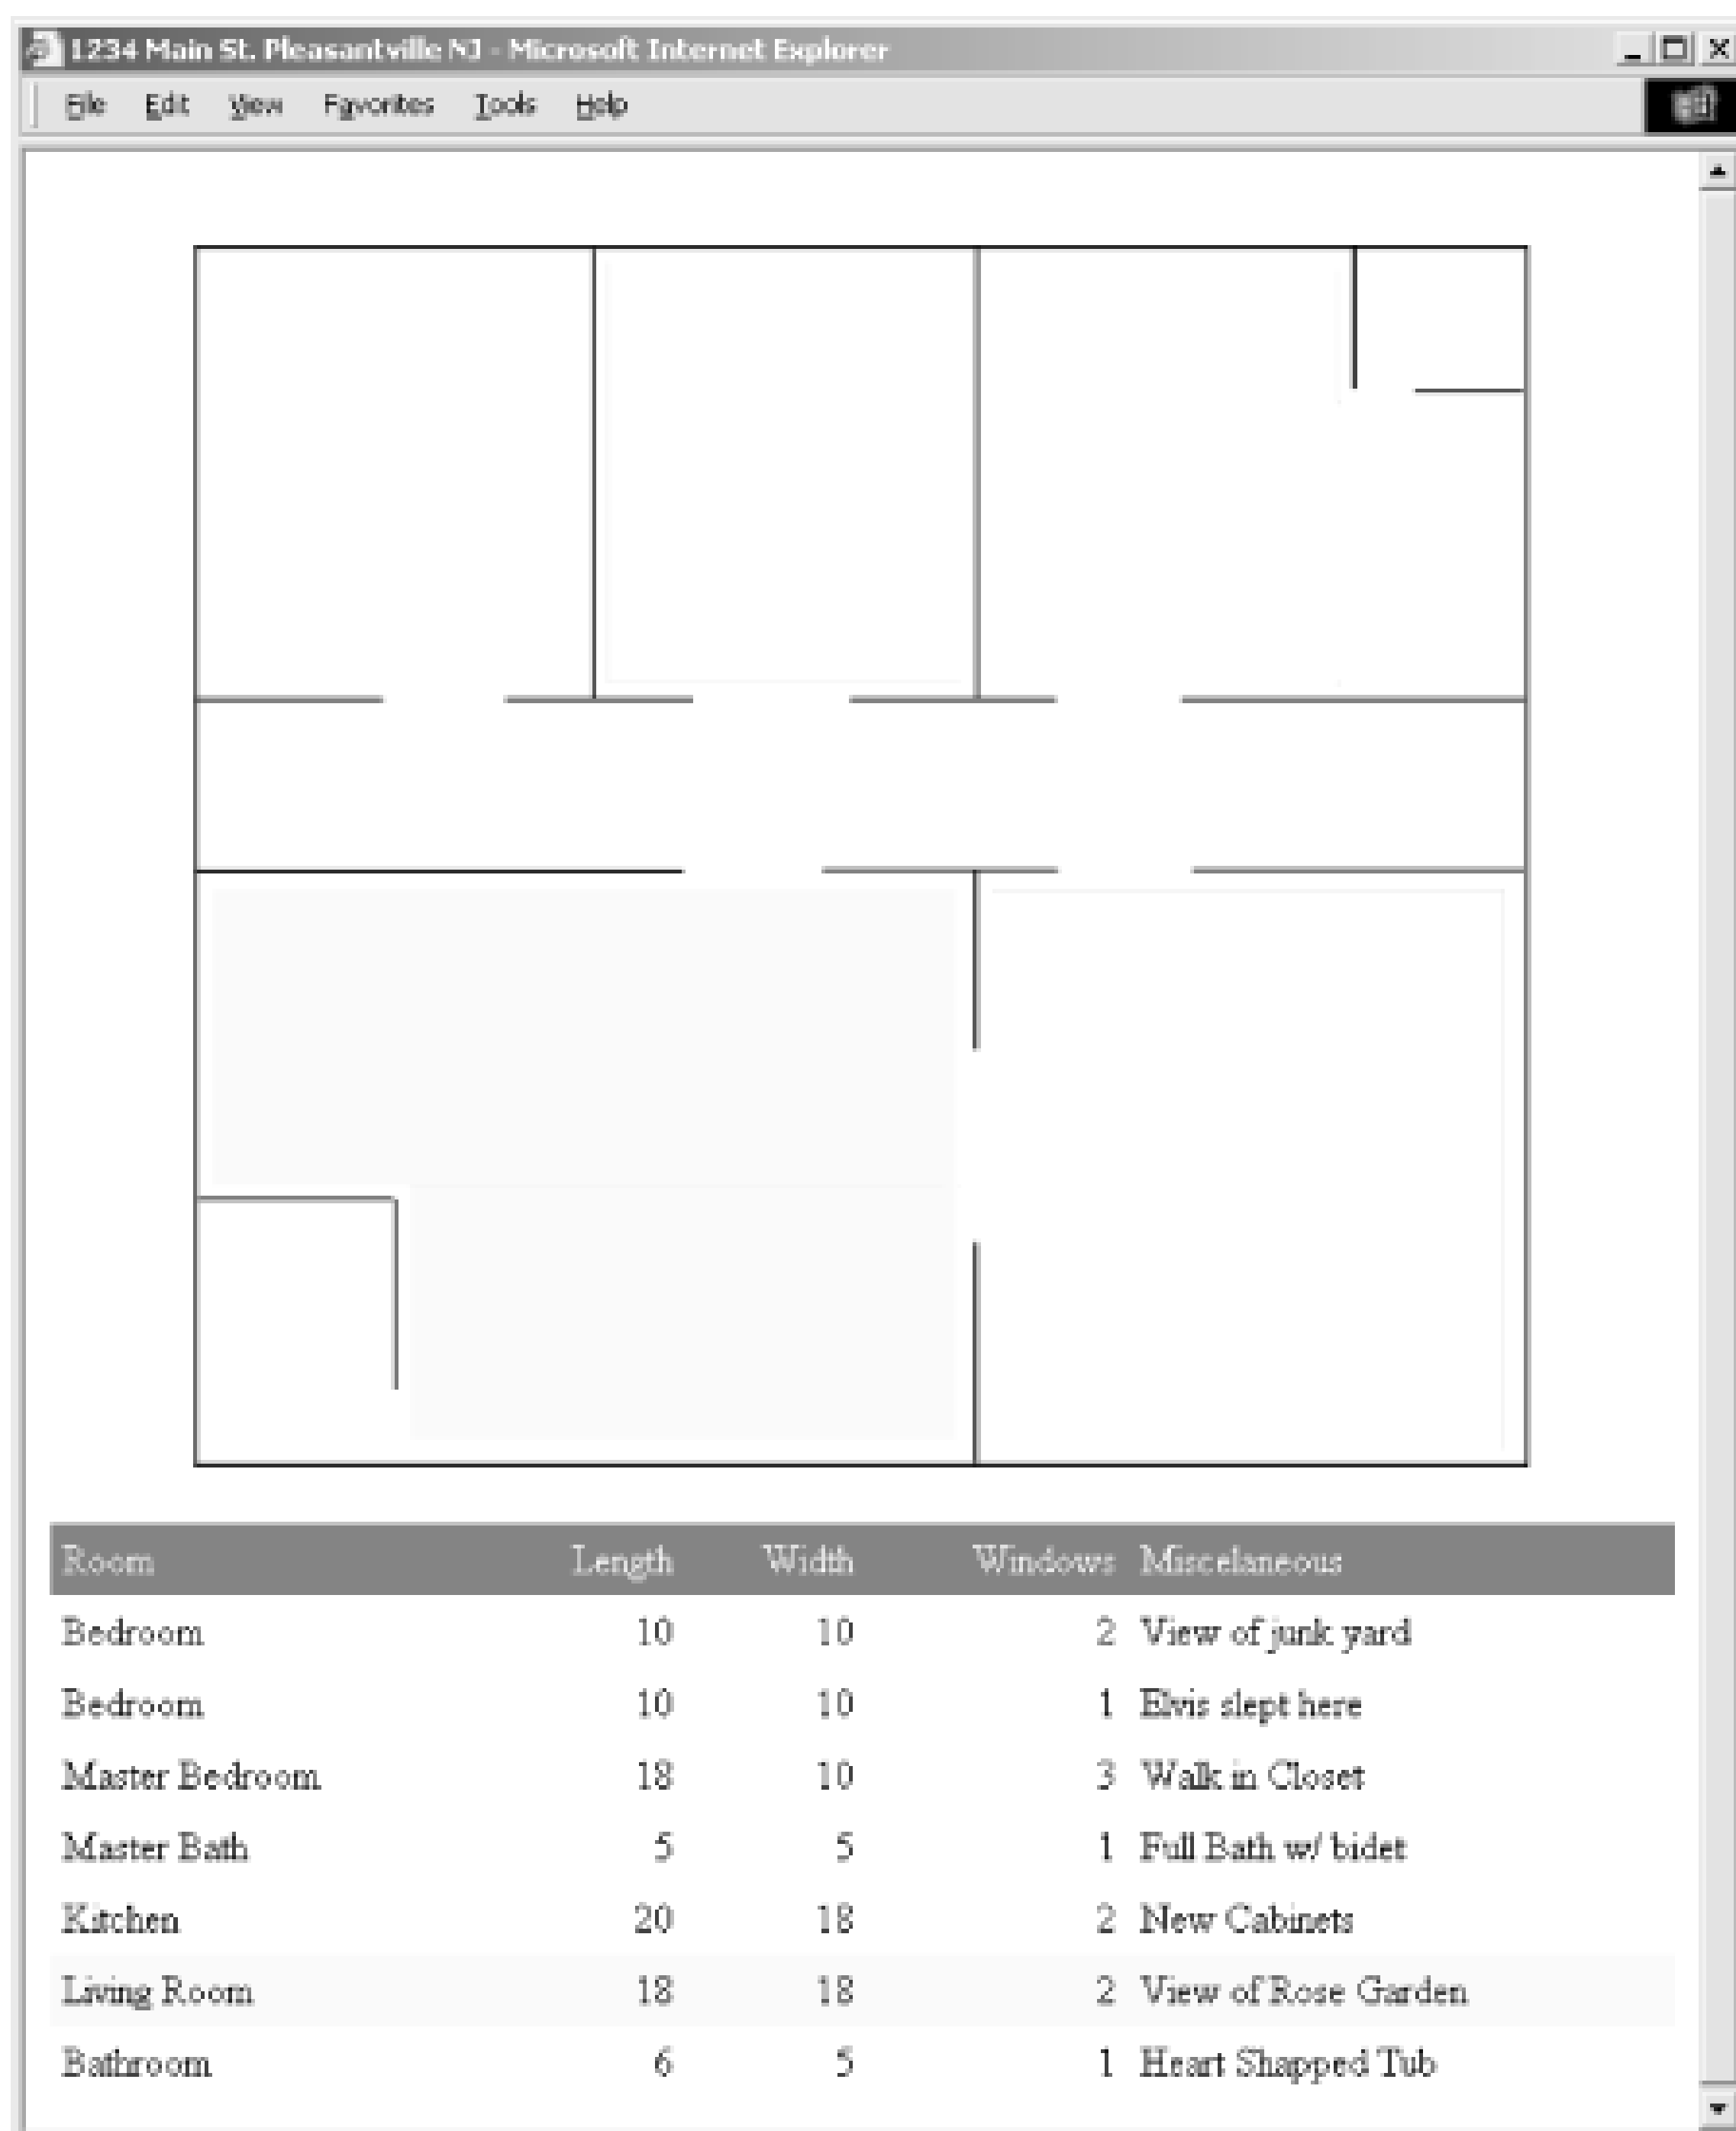 1234 Main St. Pleasantville NJ - Microsoft Internet Explorer
File Edit View Favorites Tools Help
Room Length Width Windows Miscelaneous
Bedroom 10 10 2 View of junk yard
Bedroom 10 10 1 Elvis slept here
Master Bedroom 18 10 3 Walk in Closet
Master Bath 5 5 1 Full Bath w/ bidet
Kitchen 20 18 2 New Cabinets
Living Room 18 18 2 View of Rose Garden
Bathroom 6 5 1 Heart Shapped Tub